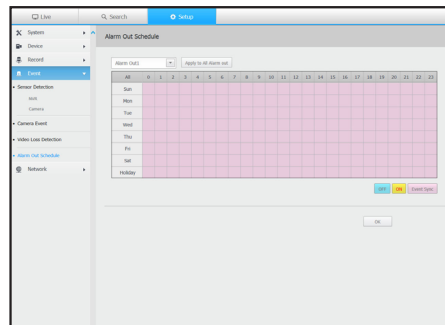 Live
Search
Setup
System
Device
Record
Event
Sensor Detection
NVR
Camera
Camera Event
Video Loss Detection
Alarm Out Schedule
Network
Alarm Out Schedule
Alarm Out1
Apply to All Alarm out
All 0 1 2 3 4 5 6 7 8 9 10 11 12 13 14 15 16 17 18 19 20 21 22 23
Sun
Mon
Tue
Wed
Thu
Fri
Sat
Holiday
OFF ON Event Sync
OK